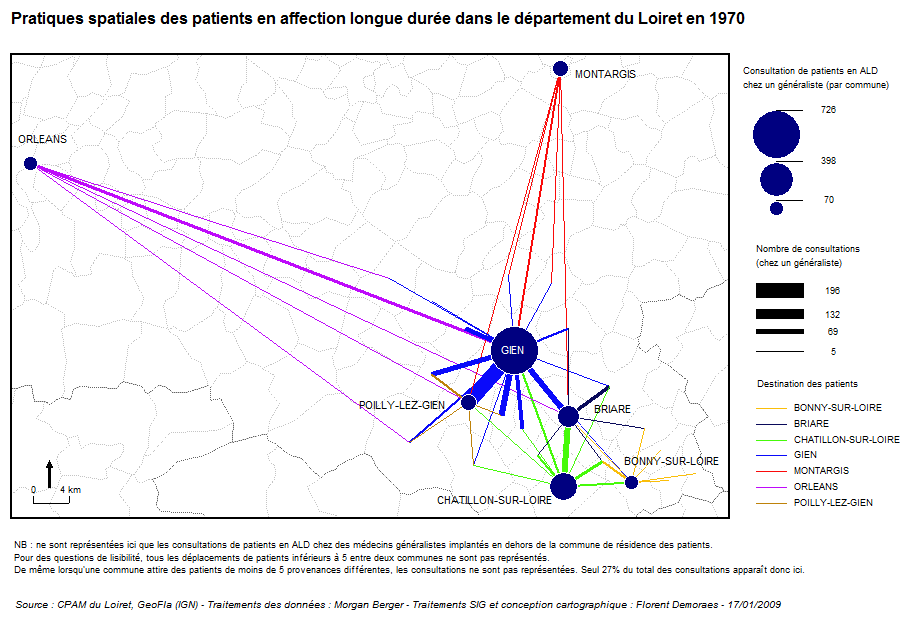 Pratiques spatiales des patients en affection longue durée dans le département du Loiret en 1970
MONTARGIS
ORLEANS
GIEN
POILLY-LEZ-GIEN
BRIARE
BONNY-SUR-LOIRE
CHATILLON-SUR-LOIRE
0 4 km
Consultation de patients en ALD
chez un généraliste (par commune)
726
398
70
Nombre de consultations
(chez un généraliste)
196
132
69
5
Destination des patients
BONNY-SUR-LOIRE
BRIARE
CHATILLON-SUR-LOIRE
GIEN
MONTARGIS
ORLEANS
POILLY-LEZ-GIEN
NB : ne sont représentées ici que les consultations de patients en ALD chez des médecins généralistes implantés en dehors de la commune de résidence des patients.
Pour des questions de lisibilité, tous les déplacements de patients inférieurs à 5 entre deux communes ne sont pas représentés.
De même lorsqu'une commune attire des patients de moins de 5 provenances différentes, les consultations ne sont pas représentées. Seul 27% du total des consultations apparaît donc ici.
Source : CPAM du Loiret, GeoFla (IGN) - Traitements des données : Morgan Berger - Traitements SIG et conception cartographique : Florent Demoraes - 17/01/2009